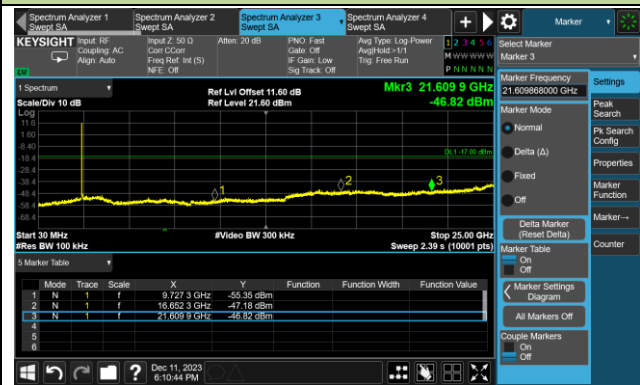 Spectrum Analyzer 1
Swept SA
Spectrum Analyzer 2
Swept SA
Spectrum Analyzer 3
Swept SA
Spectrum Analyzer 4
Swept SA
Marker
KEYSIGHT
Input: RF
Coupling: AC
Align: Auto
Input Z: 50 Ω
Corr CCorr
Freq Ref: Int (S)
NFE: Off
Atten: 20 dB
PNO: Fast
Gate: Off
IF Gain: Low
Sig Track: Off
Avg Type: Log-Power
Avg|Hold:>1/1
Trig: Free Run
1 2 3 4 5 6
M W W W W W
P N N N N N
Select Marker
Marker 3
1 Spectrum
Scale/Div 10 dB
Ref Lvl Offset 11.60 dB
Ref Level 21.60 dBm
Mkr3 21.609 9 GHz
-46.82 dBm
Log
11.6
1.60
-8.40
-18.4
-28.4
-38.4
-48.4
-58.4
-68.4
DL1 -17.00 dBm
1
2
3
Start 30 MHz
#Res BW 100 kHz
#Video BW 300 kHz
Stop 25.00 GHz
Sweep 2.39 s (10001 pts)
5 Marker Table
Mode Trace Scale X Y Function Function Width Function Value
1 N 1 f 9.727 3 GHz -55.35 dBm
2 N 1 f 16.652 3 GHz -47.18 dBm
3 N 1 f 21.609 9 GHz -46.82 dBm
4
5
6
Marker Frequency
21.609868000 GHz
Marker Mode
Normal
Delta (Δ)
Fixed
Off
Delta Marker
(Reset Delta)
Marker Table
On
Off
Marker Settings
Diagram
All Markers Off
Couple Markers
On
Off
Settings
Peak
Search
Pk Search
Config
Properties
Marker
Function
Marker→
Counter
Dec 11, 2023
6:10:44 PM